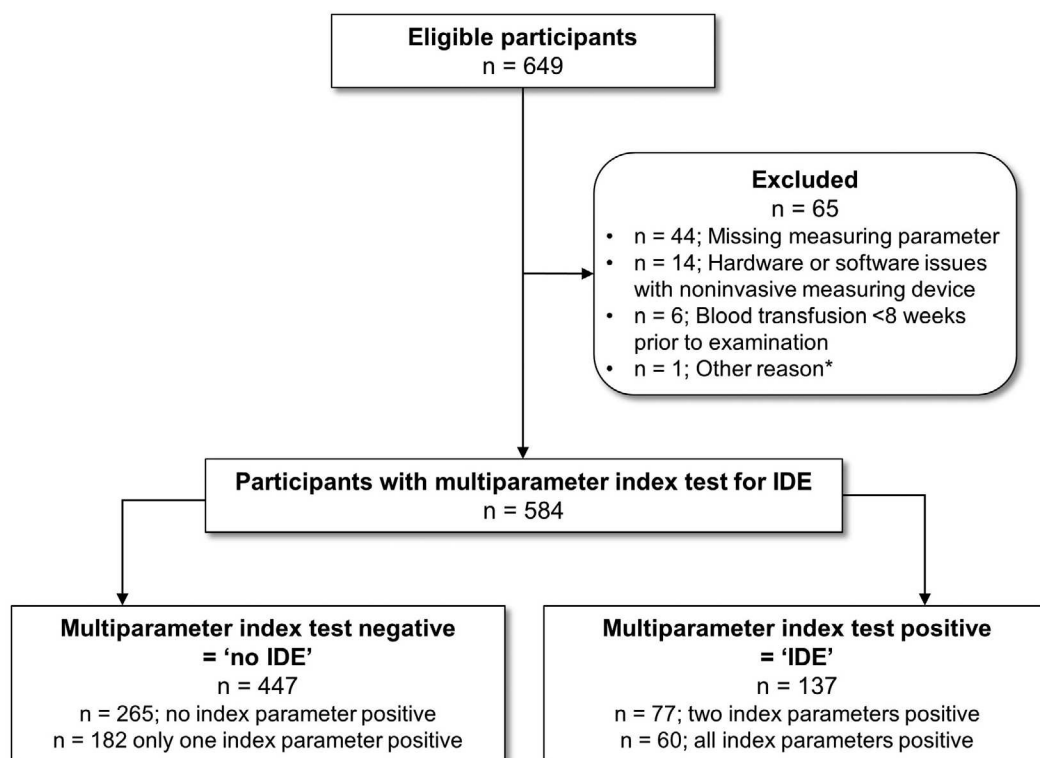 Eligible participants
n = 649
Excluded
n = 65
• n = 44; Missing measuring parameter
• n = 14; Hardware or software issues
with noninvasive measuring device
• n = 6; Blood transfusion <8 weeks
prior to examination
• n = 1; Other reason*
Participants with multiparameter index test for IDE
n = 584
Multiparameter index test negative
= ‘no IDE’
n = 447
n = 265; no index parameter positive
n = 182 only one index parameter positive
Multiparameter index test positive
= ‘IDE’
n = 137
n = 77; two index parameters positive
n = 60; all index parameters positive